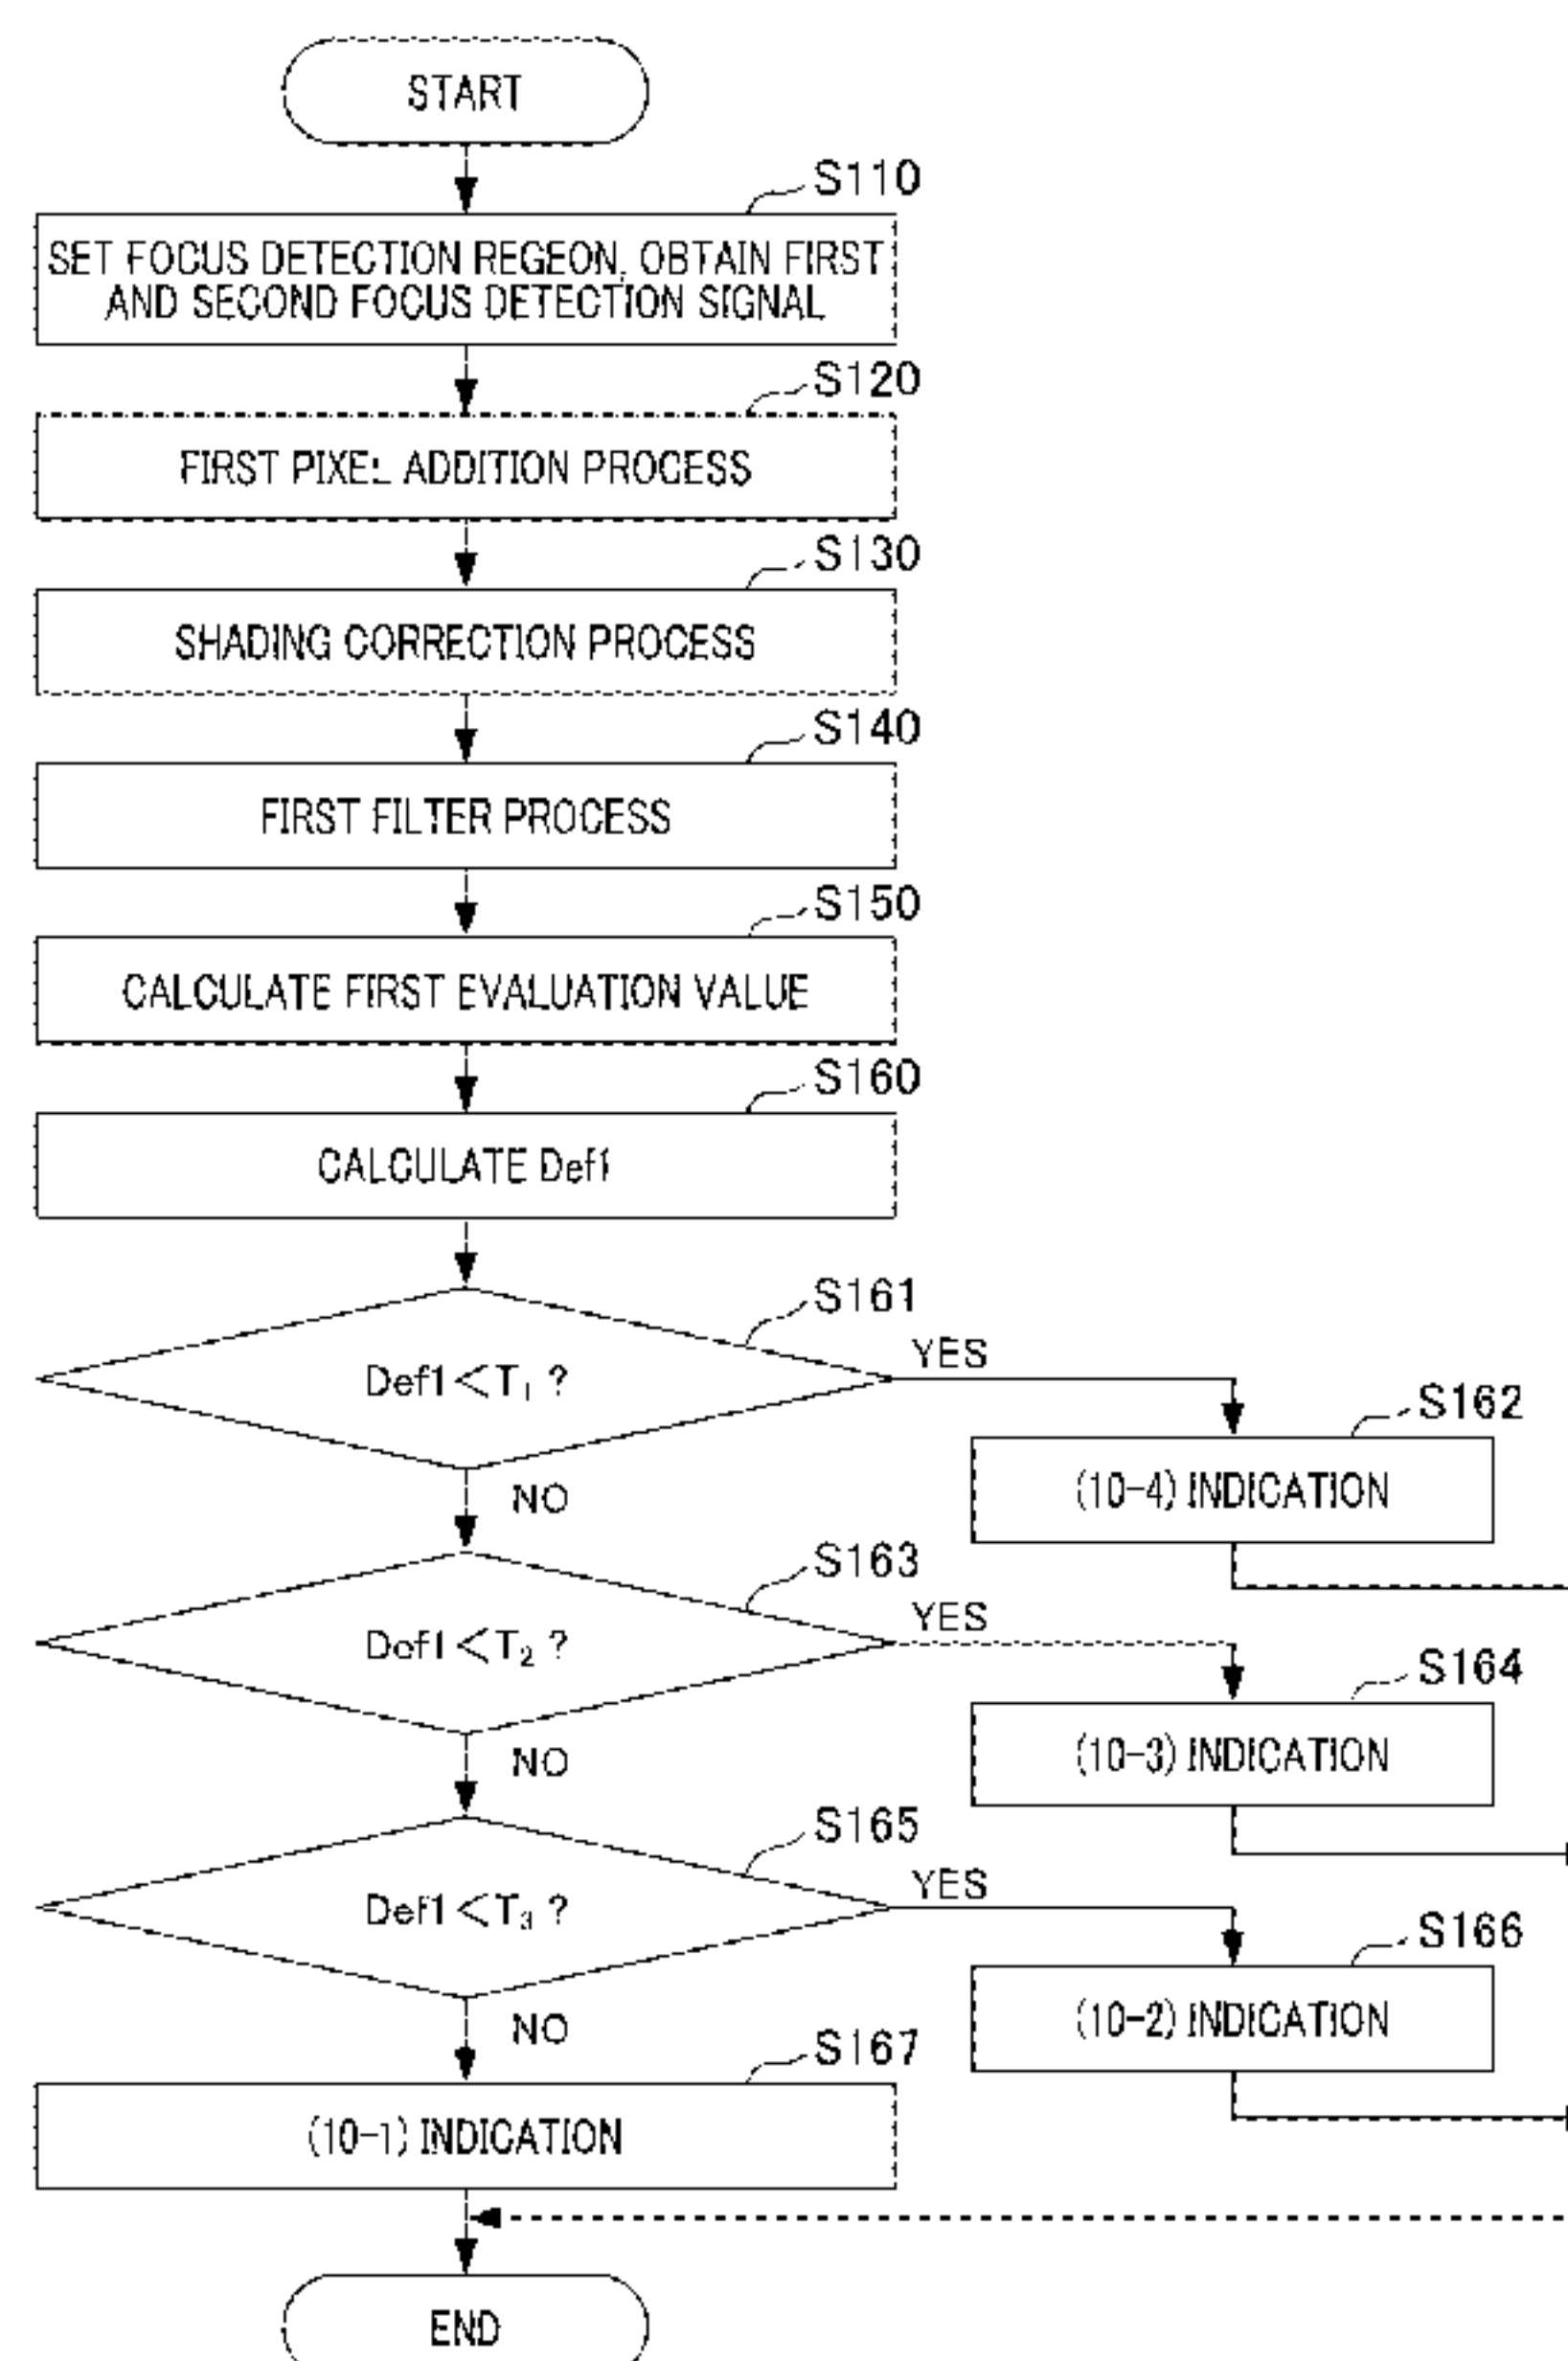 START
S110
SET FOCUS DETECTION REGEON, OBTAIN FIRST
AND SECOND FOCUS DETECTION SIGNAL
S120
FIRST PIXEL ADDITION PROCESS
S130
SHADING CORRECTION PROCESS
S140
FIRST FILTER PROCESS
S150
CALCULATE FIRST EVALUATION VALUE
S160
CALCULATE Def1
S161
Def1<T₁ ?
YES
S162
(10-4) INDICATION
NO
S163
Def1<T₂ ?
YES
S164
(10-3) INDICATION
NO
S165
Def1<T₃ ?
YES
S166
(10-2) INDICATION
NO
S167
(10-1) INDICATION
END